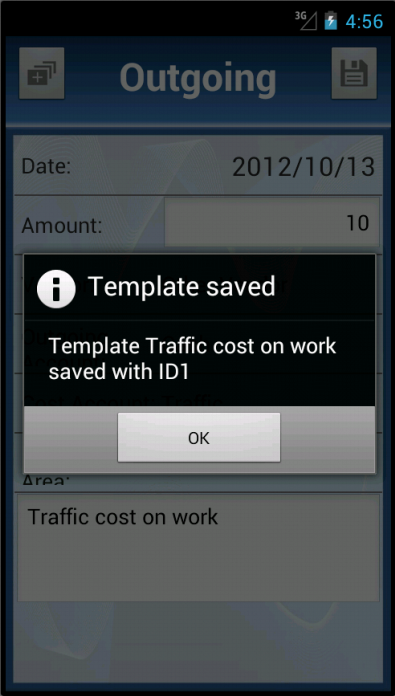 3G 4:56
Outgoing
Date: 2012/10/13
Amount: 10
Template saved
Template Traffic cost on work
saved with ID1
OK
Area:
Traffic cost on work